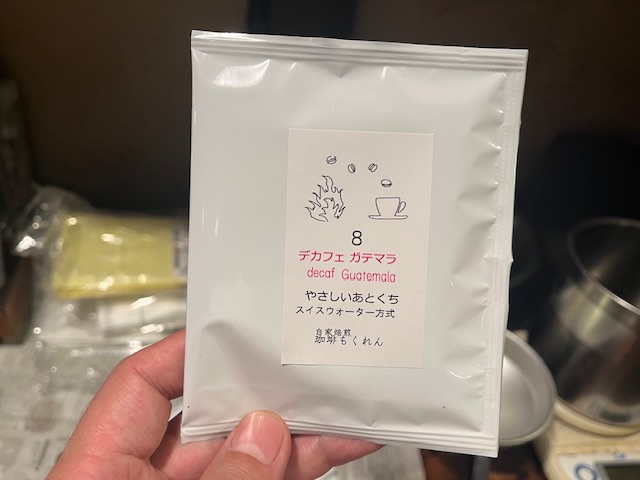 8
デカフェ ガテマラ
decaf Guatemala
やさしいあとくち
スイスウォーター方式
自家焙煎
珈琲もくれん